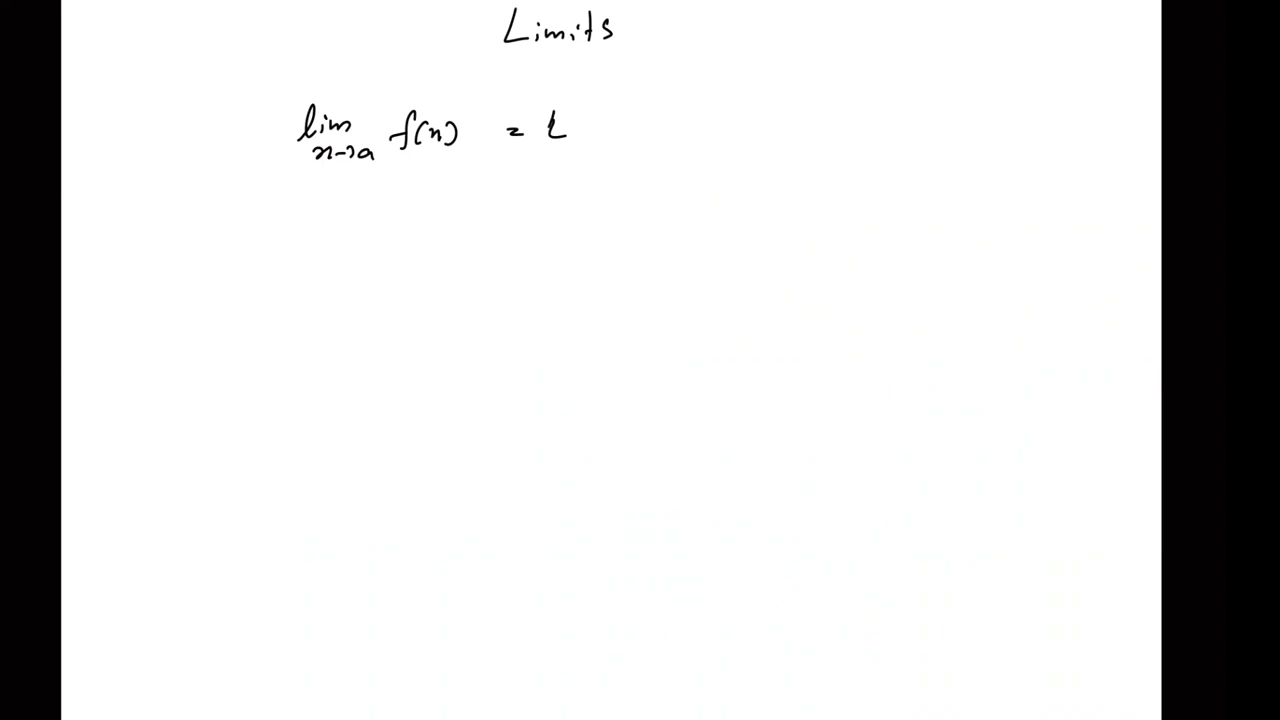 Limits
lim x→a f(x) = L